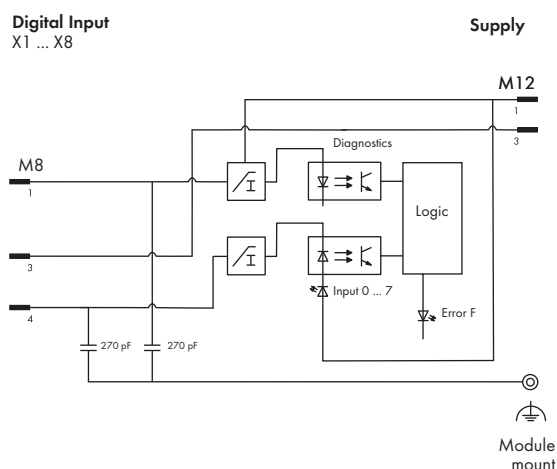 Digital Input
X1 ... X8
Supply
M12
1
3
Diagnostics
M8
1
Logic
3
4
Input 0 ... 7
Error F
270 pF
270 pF
Module
mount